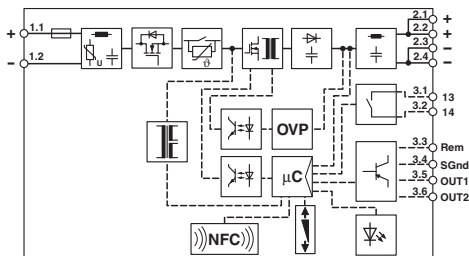 + 1.1
− 1.2
U
ϑ
2.1 +
2.2 +
2.3 −
2.4 −
3.1 13
3.2 14
OVP
µC
3.3 Rem
3.4 SGnd
3.5 OUT1
3.6 OUT2
NFC